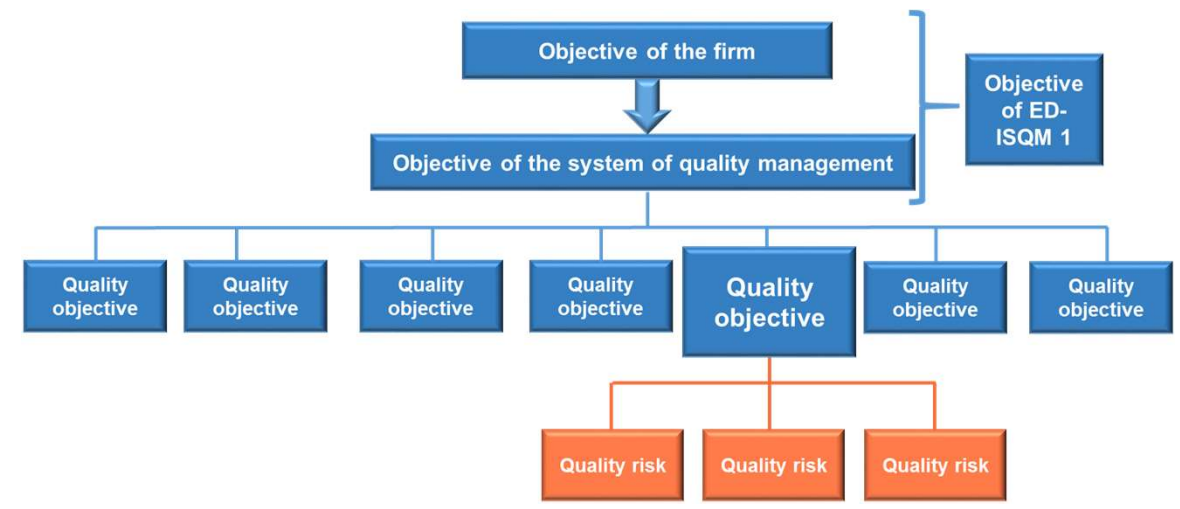 Objective of the firm
Objective
of ED-
ISQM 1
Objective of the system of quality management
Quality
objective
Quality
objective
Quality
objective
Quality
objective
Quality
objective
Quality
objective
Quality
objective
Quality risk
Quality risk
Quality risk